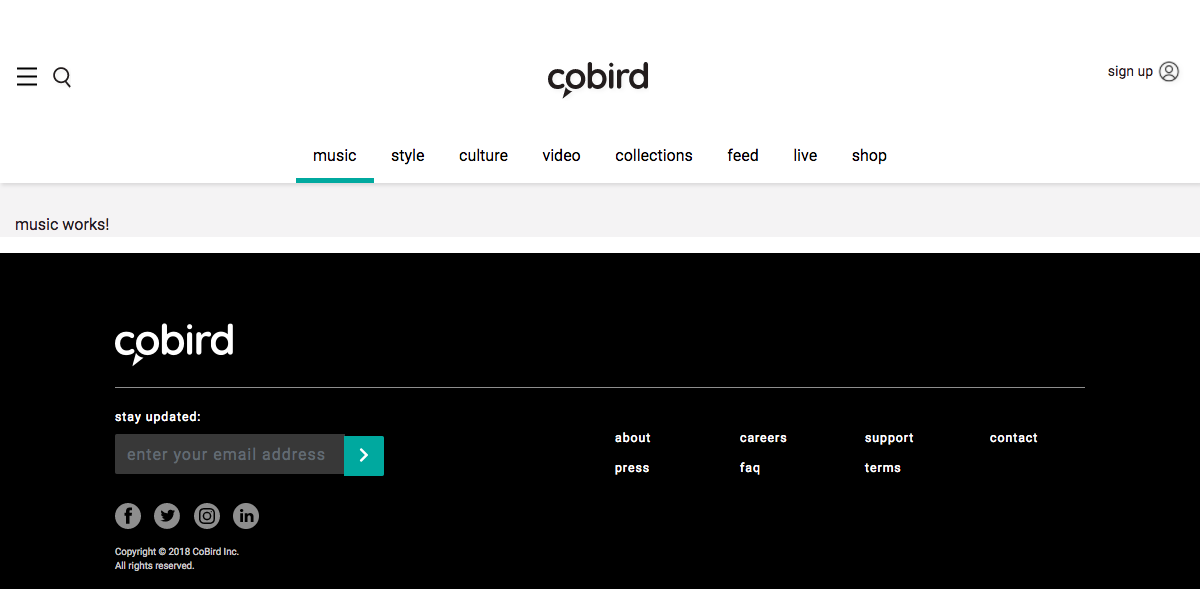 cobird
sign up
music style culture video collections feed live shop
music works!
cobird
stay updated:
enter your email address
about careers support contact
press faq terms
Copyright © 2018 CoBird Inc.
All rights reserved.